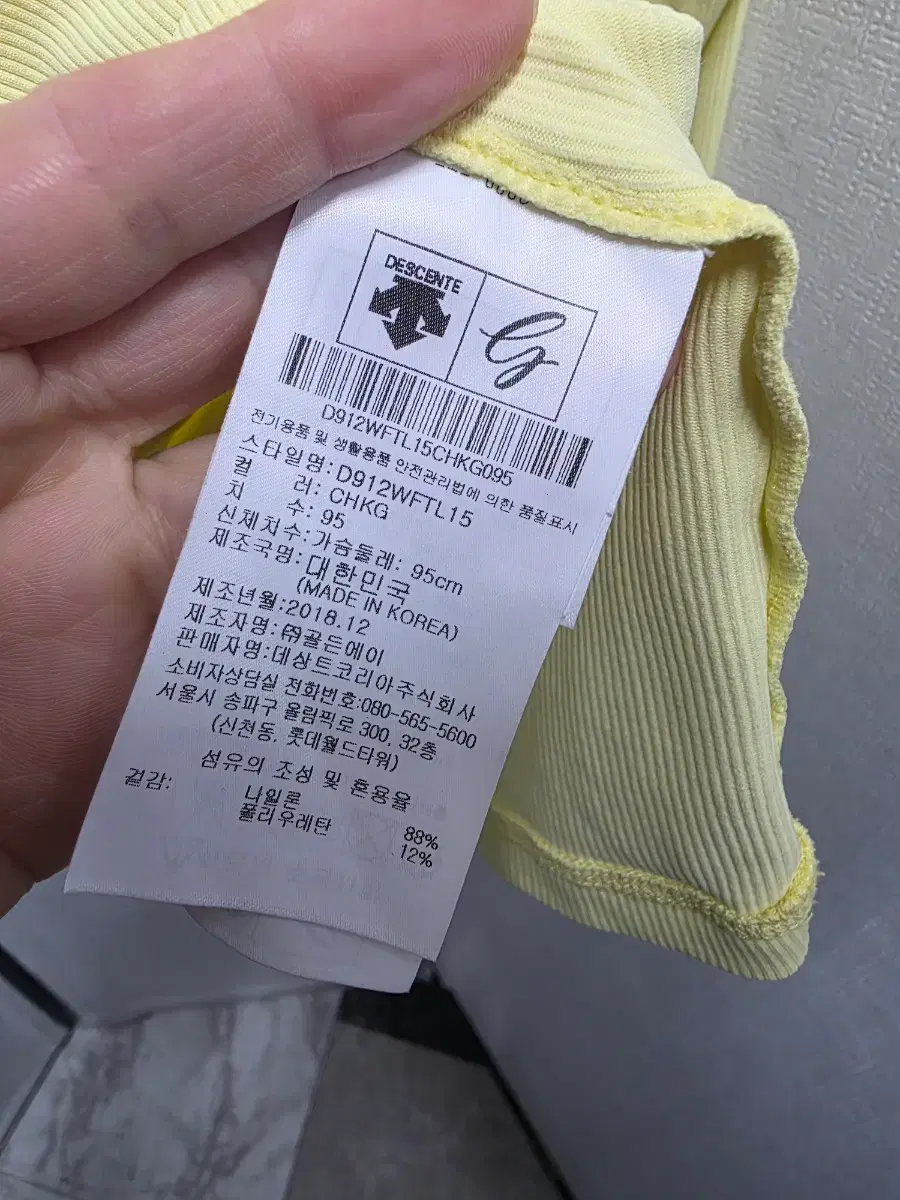 DESCENTE
G
D912WFTL15CHKG095
전기용품 및 생활용품 안전관리법에 의한 품질표시
스타일명: D912WFTL15
컬 러: CHKG
치 수: 95
신체치수:가슴둘레: 95cm
제조국명:대한민국
(MADE IN KOREA)
제조년월:2018.12
제조자명:㈜골든에이
판매자명:데상트코리아주식회사
소비자상담실 전화번호:080-565-5600
서울시 송파구 올림픽로 300, 32층
(신천동, 롯데월드타워)
섬유의 조성 및 혼용율
겉감:
나일론 88%
폴리우레탄 12%